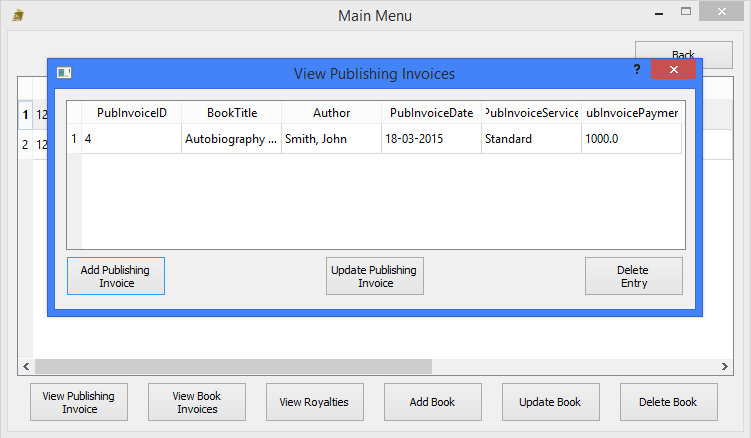 Main Menu
Back
View Publishing Invoices
?
PubInvoiceID BookTitle Author PubInvoiceDate PubInvoiceService ubInvoicePaymer
1 4 Autobiography ... Smith, John 18-03-2015 Standard 1000.0
1 12
2 12
Add Publishing
Invoice
Update Publishing
Invoice
Delete
Entry
View Publishing
Invoice
View Book
Invoices
View Royalties
Add Book
Update Book
Delete Book